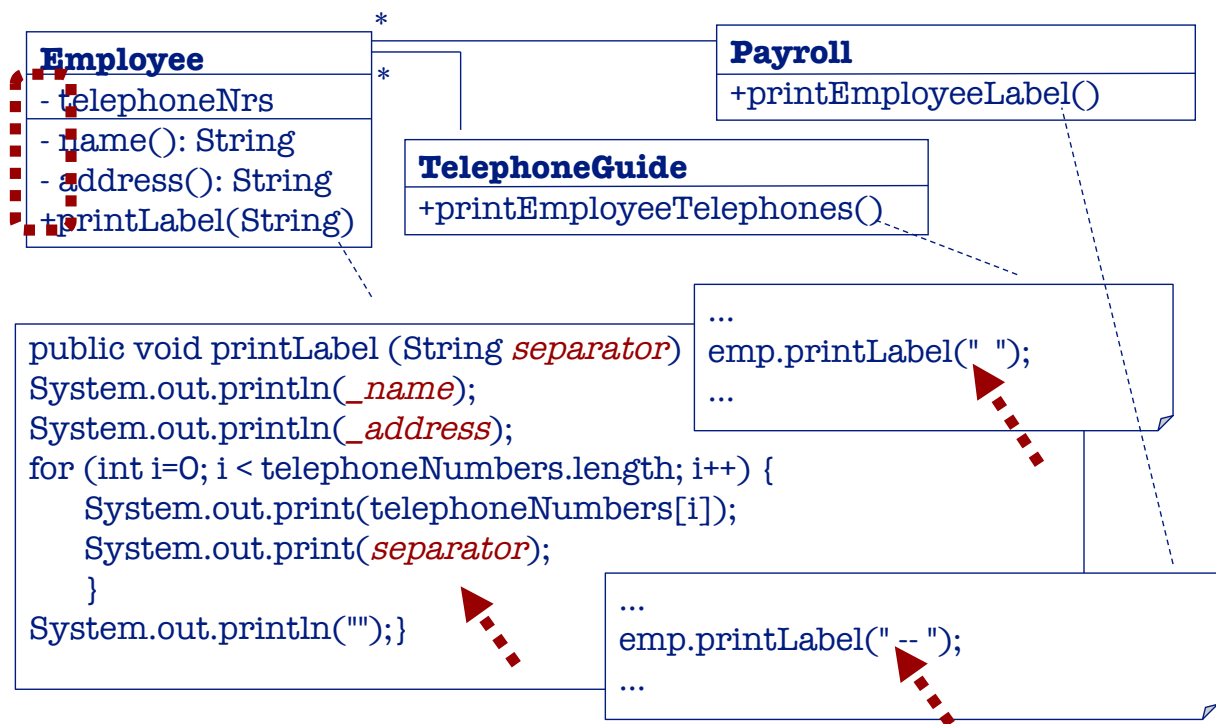 *
Employee
*
- telephoneNrs
- name(): String
- address(): String
+printLabel(String)
Payroll
+printEmployeeLabel()
TelephoneGuide
+printEmployeeTelephones()
public void printLabel (String separator)
System.out.println(_name);
System.out.println(_address);
for (int i=0; i < telephoneNumbers.length; i++) {
System.out.print(telephoneNumbers[i]);
System.out.print(separator);
}
System.out.println("");}
...
emp.printLabel("  ");
...
...
emp.printLabel(" -- ");
...